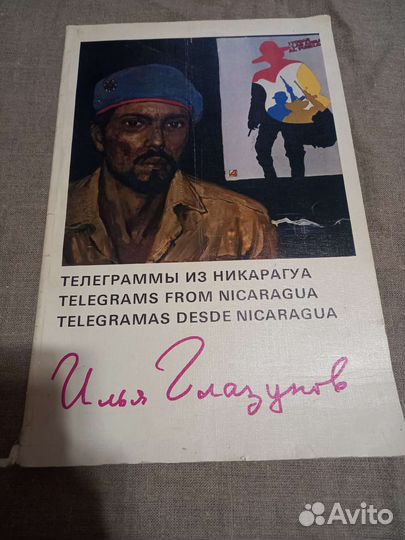 ТЕЛЕГРАММЫ ИЗ НИКАРАГУА
TELEGRAMS FROM NICARAGUA
TELEGRAMAS DESDE NICARAGUA
Илья Глазунов
Avito